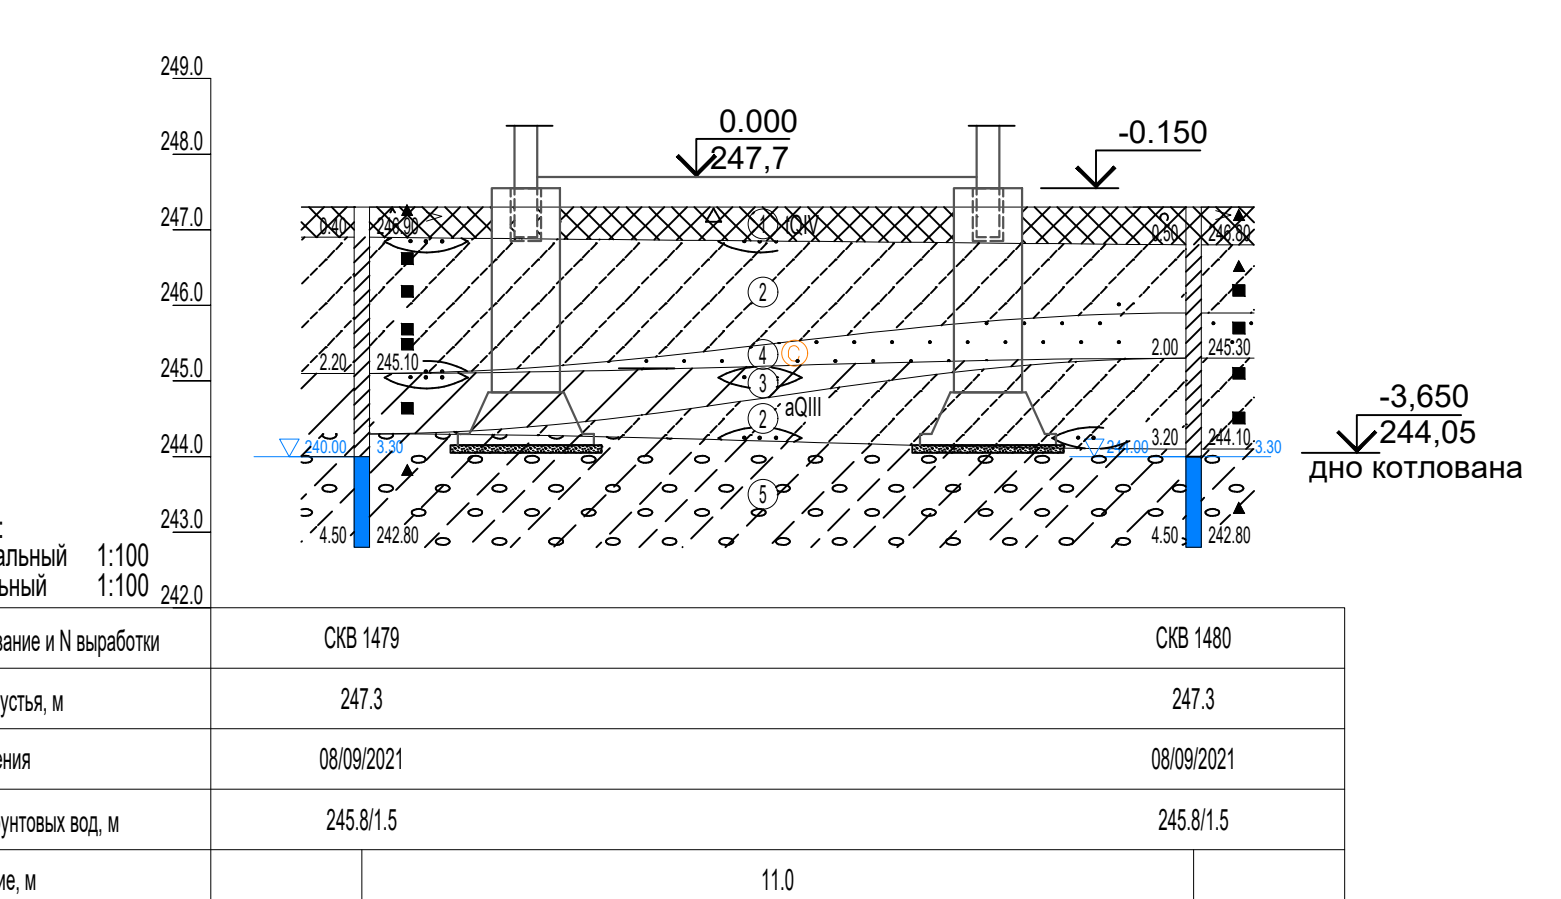 249.0
248.0
247.0
246.0
245.0
244.0
243.0
242.0
0.000
247,7
-0.150
0.40 246.90
1 tQIV
0.50 246.80
2
2.20 245.10
4 C
2.00 245.30
3
2 aQIII
-3,650
244,05
дно котлована
240.00 3.30
3.20 244.10
3.30
5
4.50 242.80
4.50 242.80
альный 1:100
ьный 1:100
вание и N выработки СКВ 1479 СКВ 1480
устья, м 247.3 247.3
ения 08/09/2021 08/09/2021
унтовых вод, м 245.8/1.5 245.8/1.5
ие, м 11.0